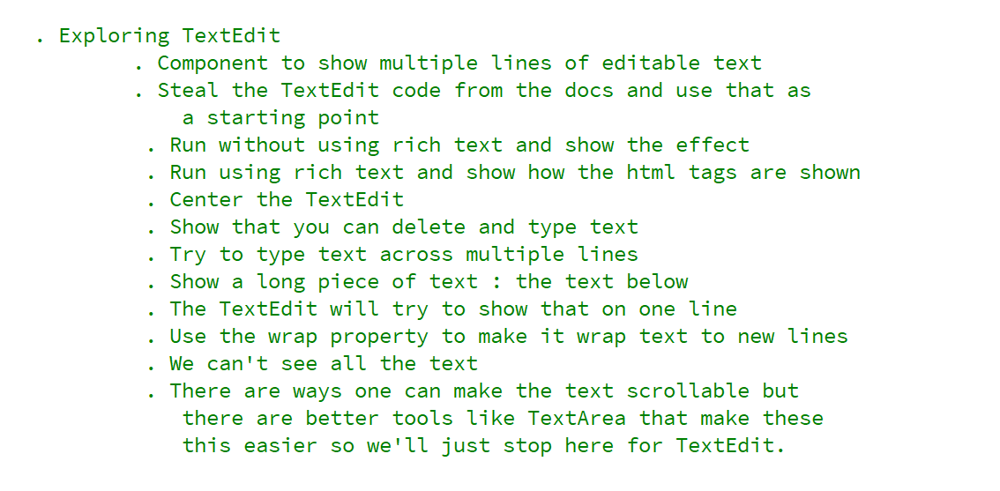 . Exploring TextEdit
. Component to show multiple lines of editable text
. Steal the TextEdit code from the docs and use that as
a starting point
. Run without using rich text and show the effect
. Run using rich text and show how the html tags are shown
. Center the TextEdit
. Show that you can delete and type text
. Try to type text across multiple lines
. Show a long piece of text : the text below
. The TextEdit will try to show that on one line
. Use the wrap property to make it wrap text to new lines
. We can't see all the text
. There are ways one can make the text scrollable but
there are better tools like TextArea that make these
this easier so we'll just stop here for TextEdit.